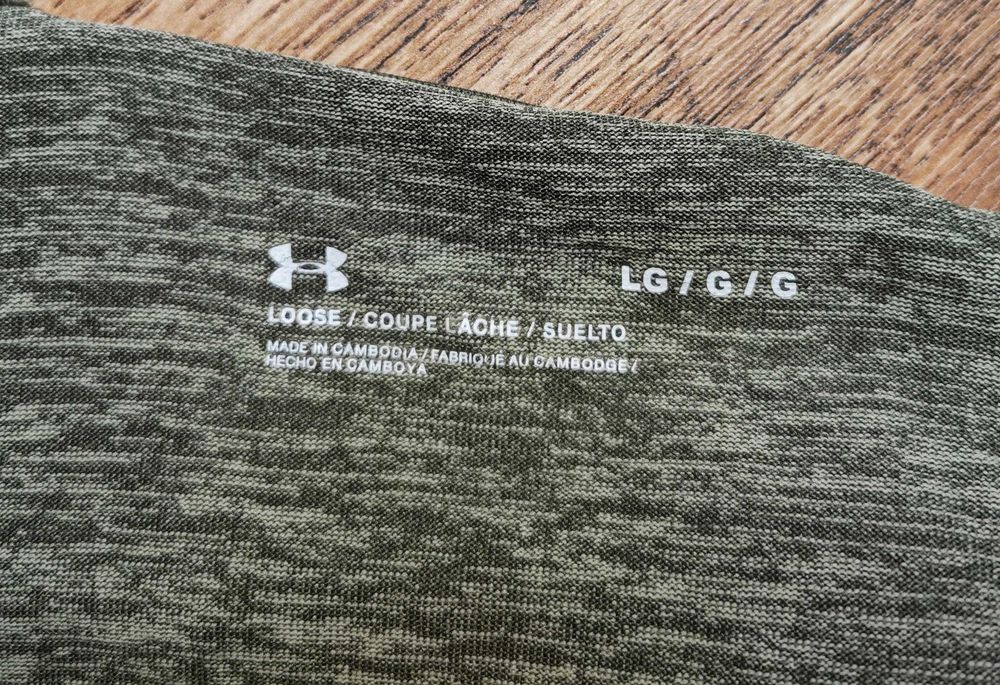 LG / G / G
LOOSE / COUPE LÂCHE / SUELTO
MADE IN CAMBODIA / FABRIQUÉ AU CAMBODGE /
HECHO EN CAMBOYA